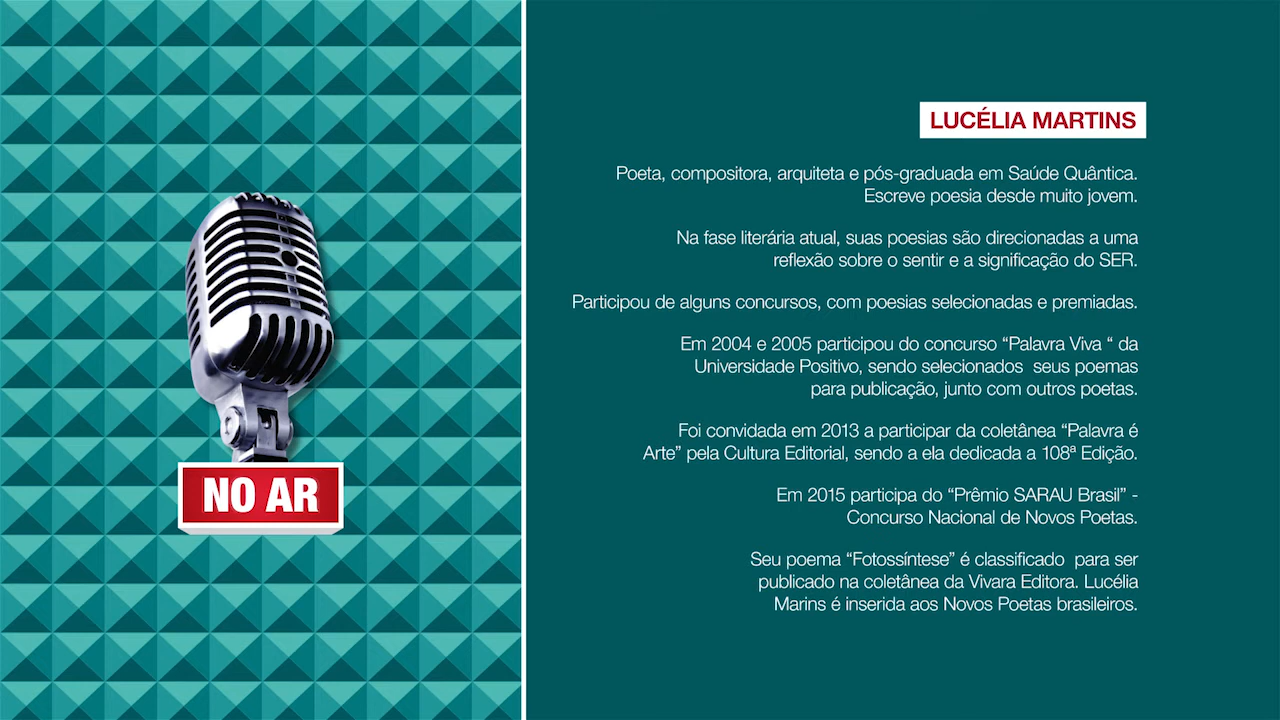 NO AR
LUCÉLIA MARTINS
Poeta, compositora, arquiteta e pós-graduada em Saúde Quântica.
Escreve poesia desde muito jovem.
Na fase literária atual, suas poesias são direcionadas a uma
reflexão sobre o sentir e a significação do SER.
Participou de alguns concursos, com poesias selecionadas e premiadas.
Em 2004 e 2005 participou do concurso “Palavra Viva “ da
Universidade Positivo, sendo selecionados  seus poemas
para publicação, junto com outros poetas.
Foi convidada em 2013 a participar da coletânea “Palavra é
Arte” pela Cultura Editorial, sendo a ela dedicada a 108ª Edição.
Em 2015 participa do “Prêmio SARAU Brasil” -
Concurso Nacional de Novos Poetas.
Seu poema “Fotossíntese” é classificado  para ser
publicado na coletânea da Vivara Editora. Lucélia
Marins é inserida aos Novos Poetas brasileiros.